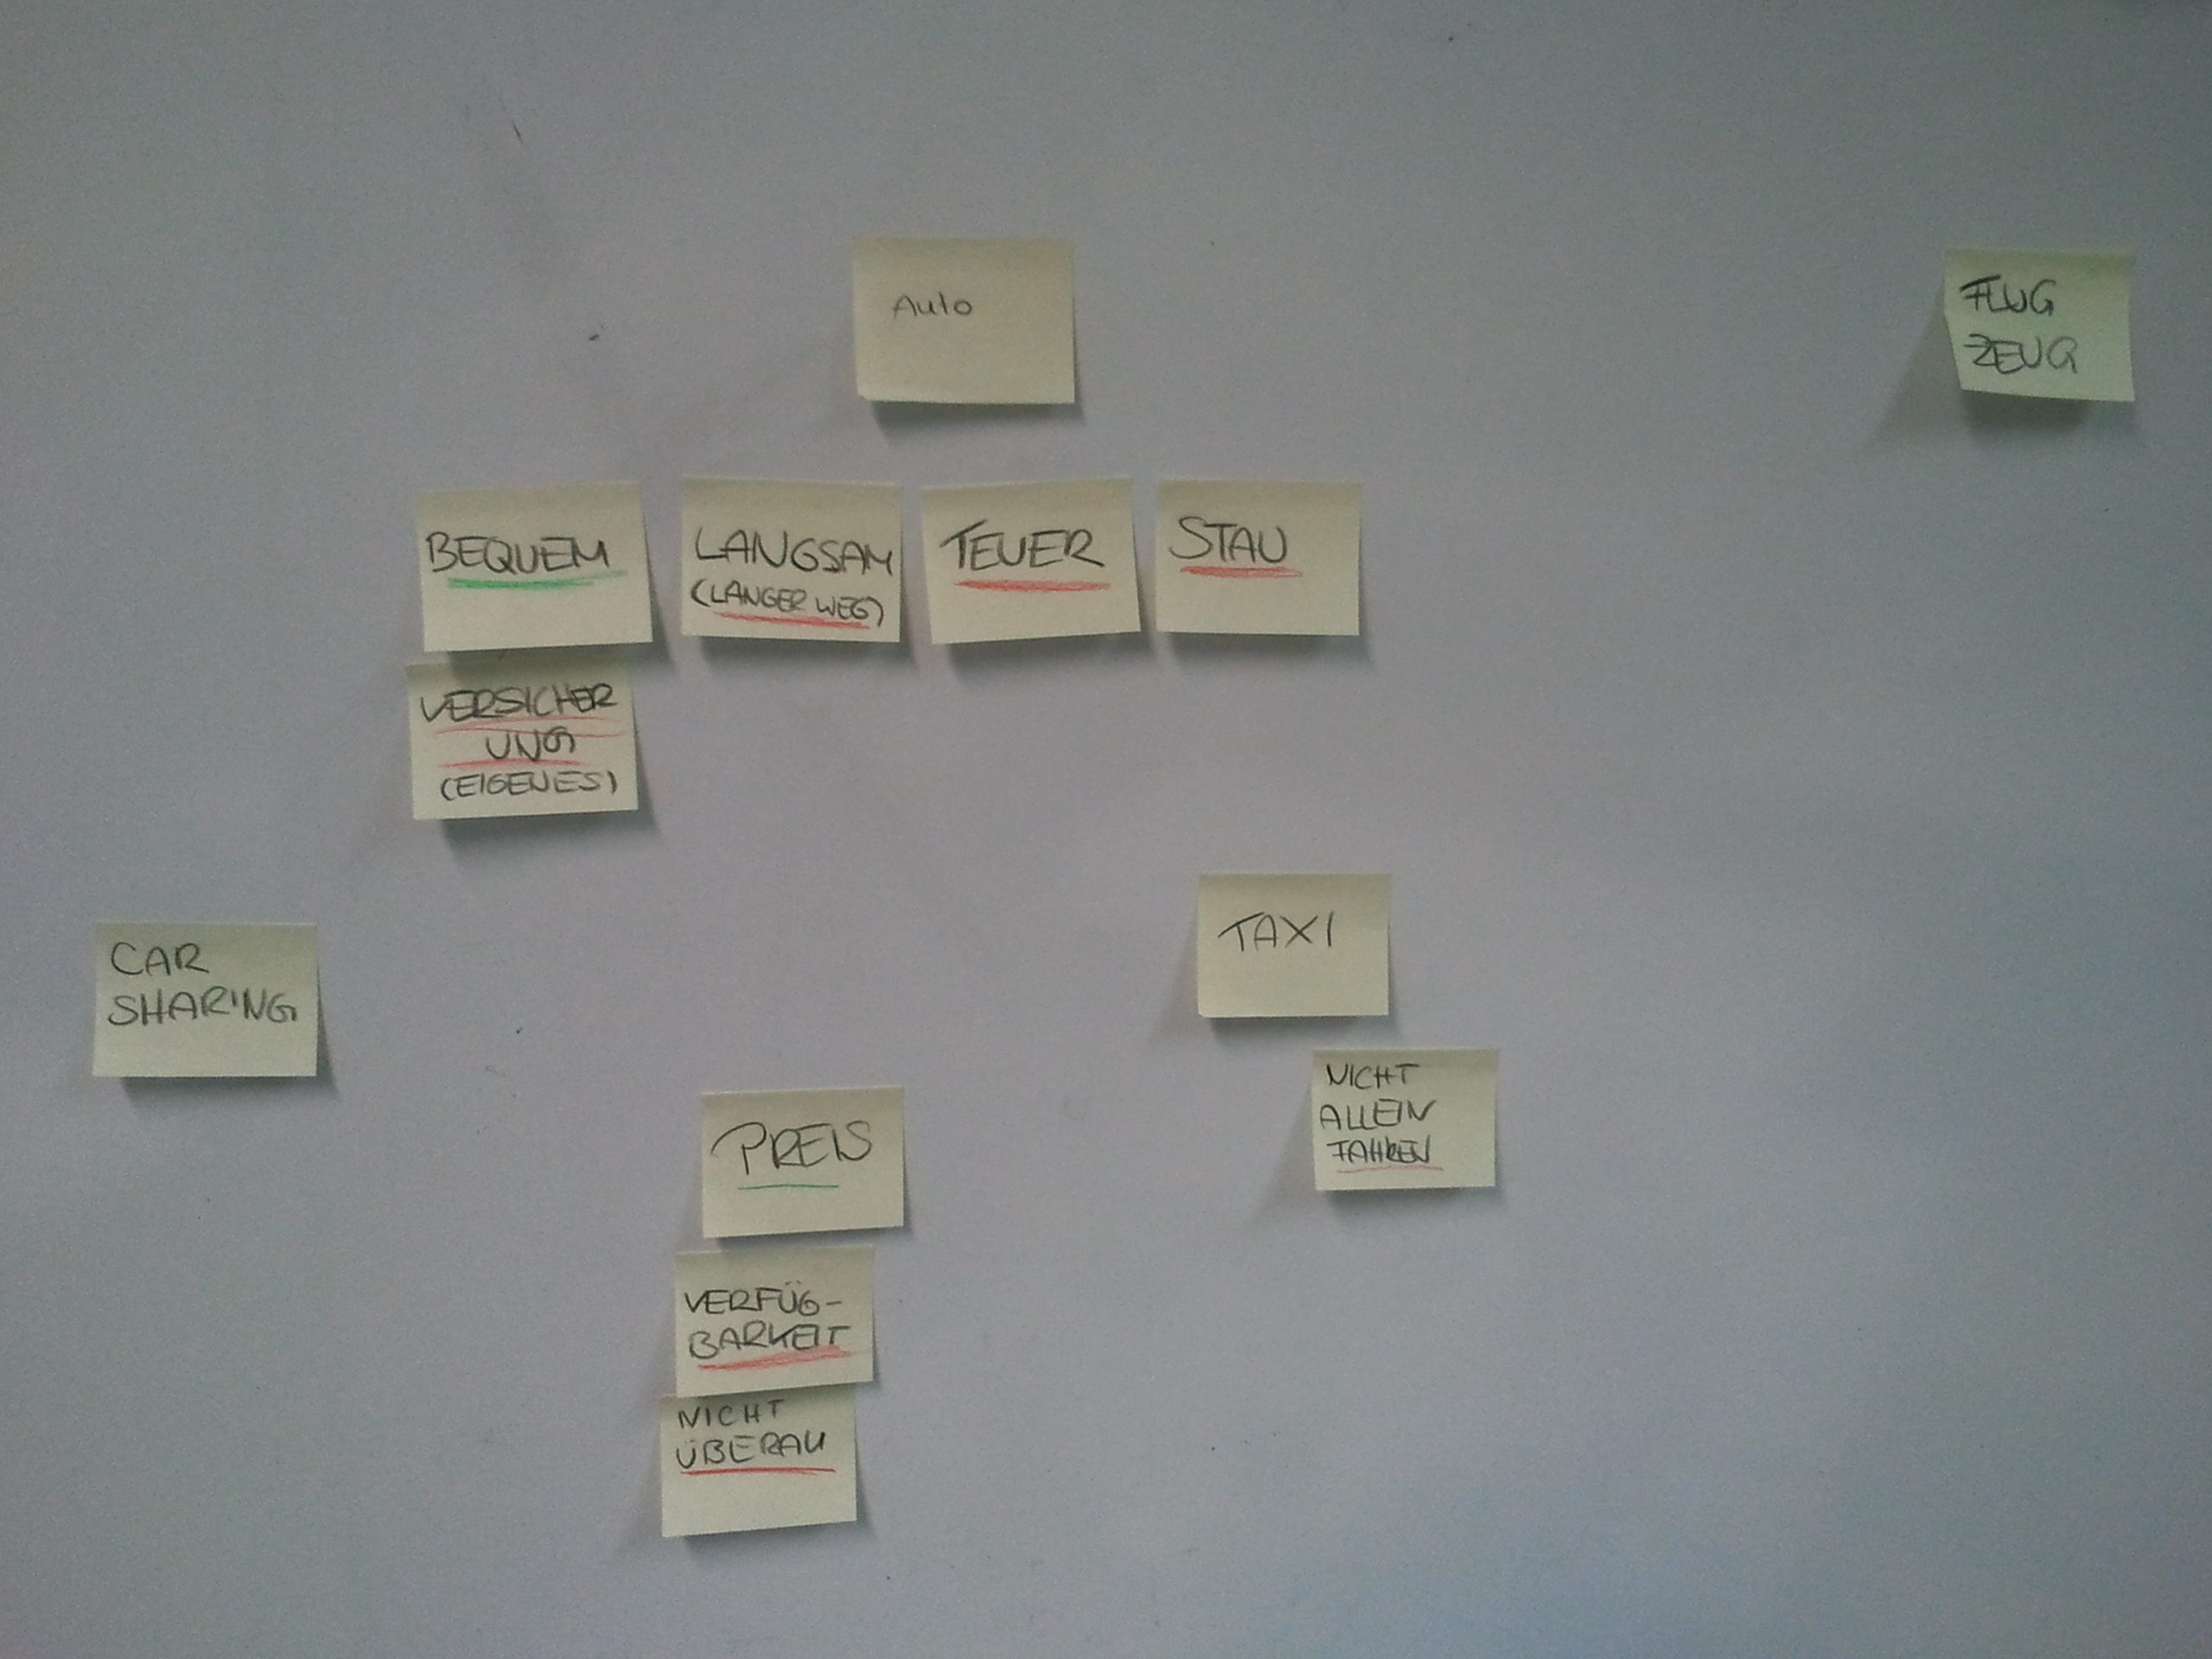 Auto
FLUG
ZEUG
BEQUEM
LANGSAM
(LANGER WEG)
TEUER
STAU
VERSICHER
UNG
(EIGENES)
CAR
SHARING
TAXI
NICHT
ALLEIN
FAHREN
PREIS
VERFÜG-
BARKEIT
NICHT
ÜBERALL